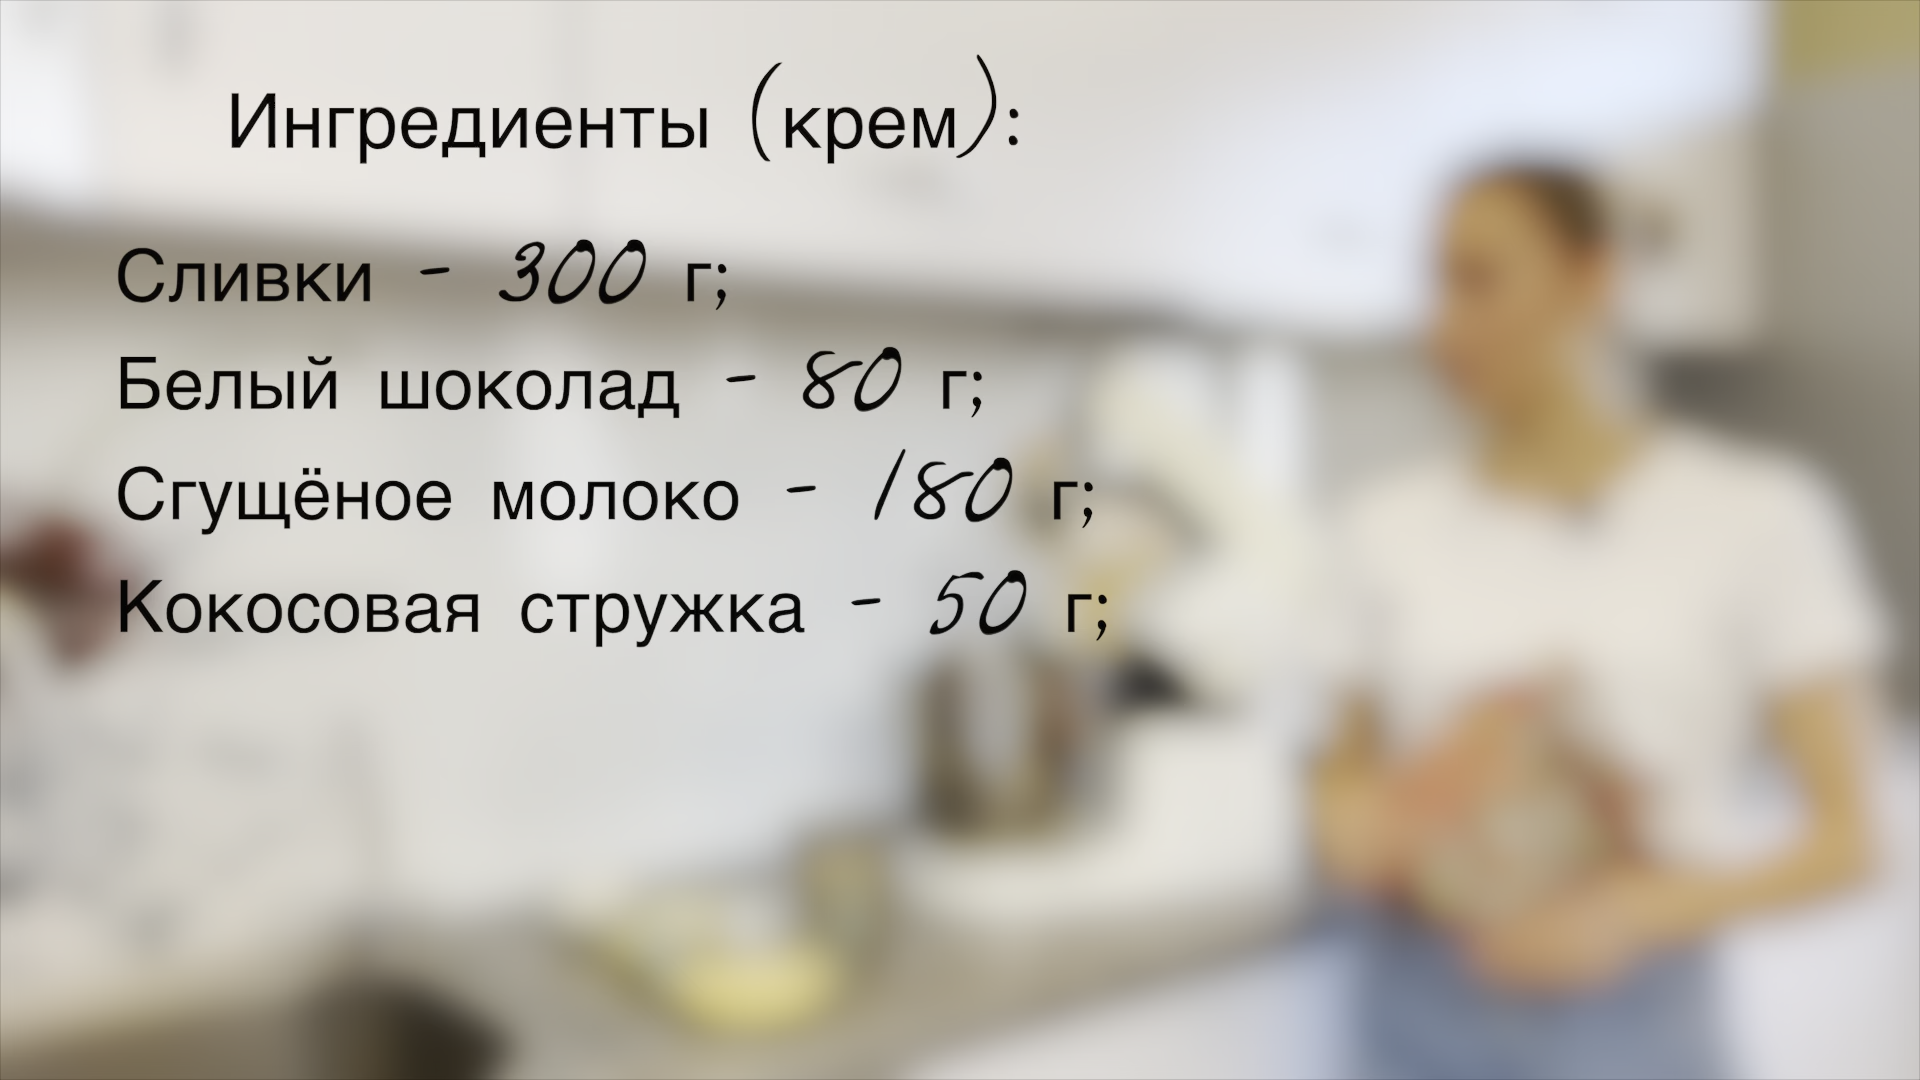 Ингредиенты (крем):
Сливки - 300 г;
Белый шоколад - 80 г;
Сгущёное молоко - 180 г;
Кокосовая стружка - 50 г;